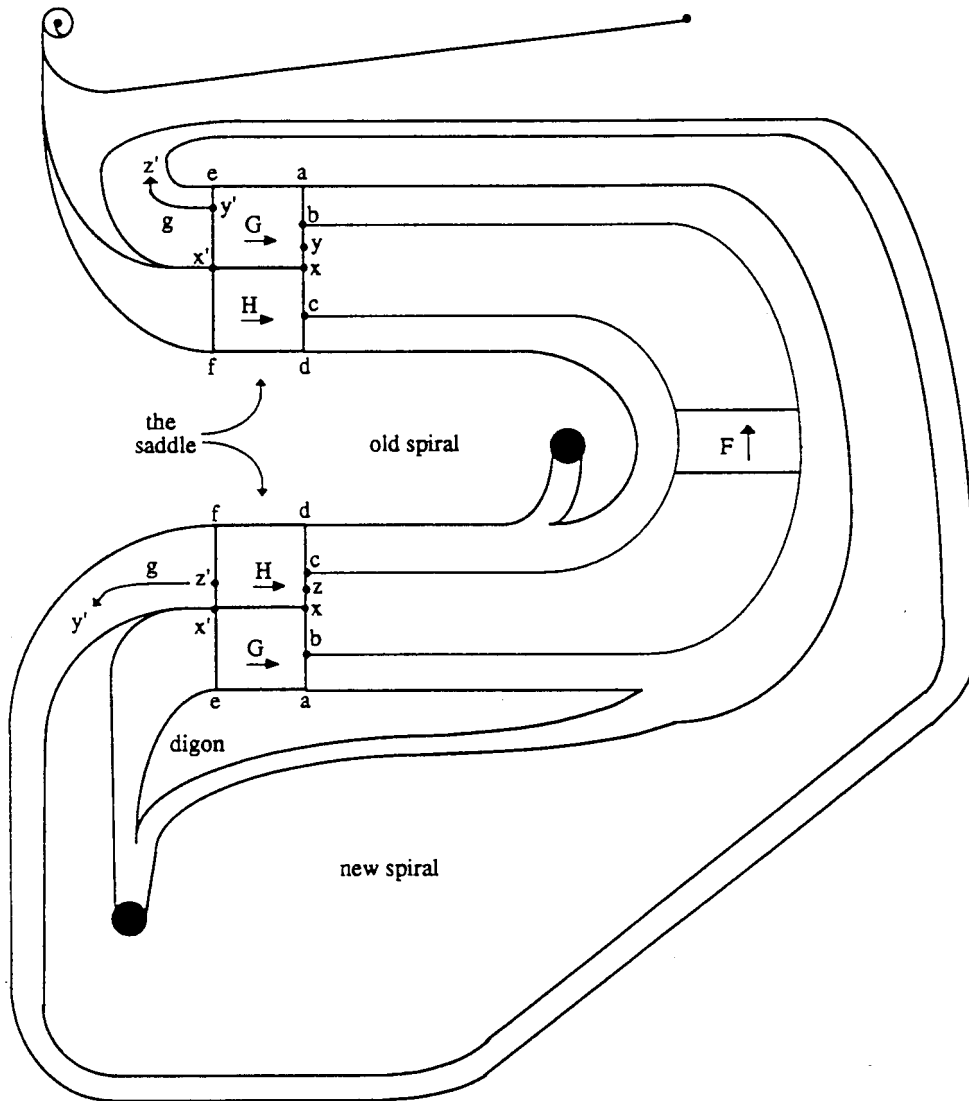 z'
e
a
y'
G
b
g
y
x'
x
H
c
f
d
the
saddle
old spiral
F
f
d
g
z'
H
c
z
y'
x'
x
G
b
e
a
digon
new spiral